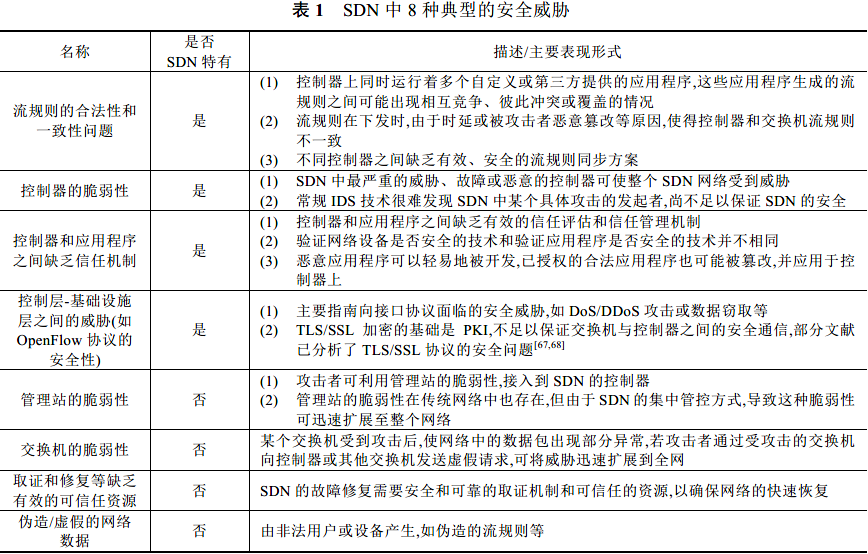 表 1 SDN 中 8 种典型的安全威胁
名称
是否
SDN 特有
描述/主要表现形式
流规则的合法性和
一致性问题
是
(1) 控制器上同时运行着多个自定义或第三方提供的应用程序,这些应用程序生成的流
规则之间可能出现相互竞争、彼此冲突或覆盖的情况
(2) 流规则在下发时,由于时延或被攻击者恶意篡改等原因,使得控制器和交换机流规则
不一致
(3) 不同控制器之间缺乏有效、安全的流规则同步方案
控制器的脆弱性
是
(1) SDN 中最严重的威胁、故障或恶意的控制器可使整个 SDN 网络受到威胁
(2) 常规 IDS 技术很难发现 SDN 中某个具体攻击的发起者,尚不足以保证 SDN 的安全
控制器和应用程序
之间缺乏信任机制
是
(1) 控制器和应用程序之间缺乏有效的信任评估和信任管理机制
(2) 验证网络设备是否安全的技术和验证应用程序是否安全的技术并不相同
(3) 恶意应用程序可以轻易地被开发,已授权的合法应用程序也可能被篡改,并应用于
控制器上
控制层-基础设施
层之间的威胁(如
OpenFlow 协议的
安全性)
是
(1) 主要指南向接口协议面临的安全威胁,如 DoS/DDoS 攻击或数据窃取等
(2) TLS/SSL 加密的基础是 PKI,不足以保证交换机与控制器之间的安全通信,部分文献
已分析了 TLS/SSL 协议的安全问题[67,68]
管理站的脆弱性
否
(1) 攻击者可利用管理站的脆弱性,接入到 SDN 的控制器
(2) 管理站的脆弱性在传统网络中也存在,但由于 SDN 的集中管控方式,导致这种脆弱性
可迅速扩展至整个网络
交换机的脆弱性
否
某个交换机受到攻击后,使网络中的数据包出现部分异常,若攻击者通过受攻击的交换机
向控制器或其他交换机发送虚假请求,可将威胁迅速扩展到全网
取证和修复等缺乏
有效的可信任资源
否
SDN 的故障修复需要安全和可靠的取证机制和可信任的资源,以确保网络的快速恢复
伪造/虚假的网络
数据
否
由非法用户或设备产生,如伪造的流规则等